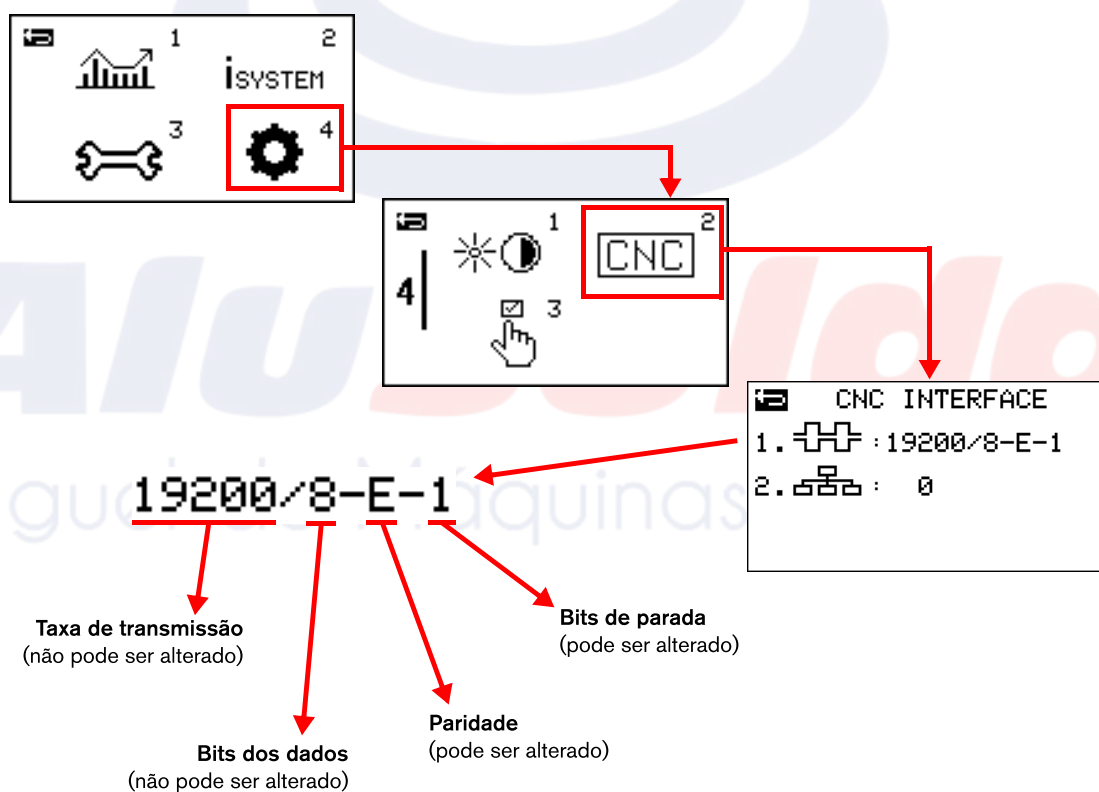 1
2
iSYSTEM
3
4
1
2
CNC
4
3
CNC INTERFACE
1. :19200/8-E-1
2. : 0
19200/8-E-1
Taxa de transmissão
(não pode ser alterado)
Bits dos dados
(não pode ser alterado)
Paridade
(pode ser alterado)
Bits de parada
(pode ser alterado)